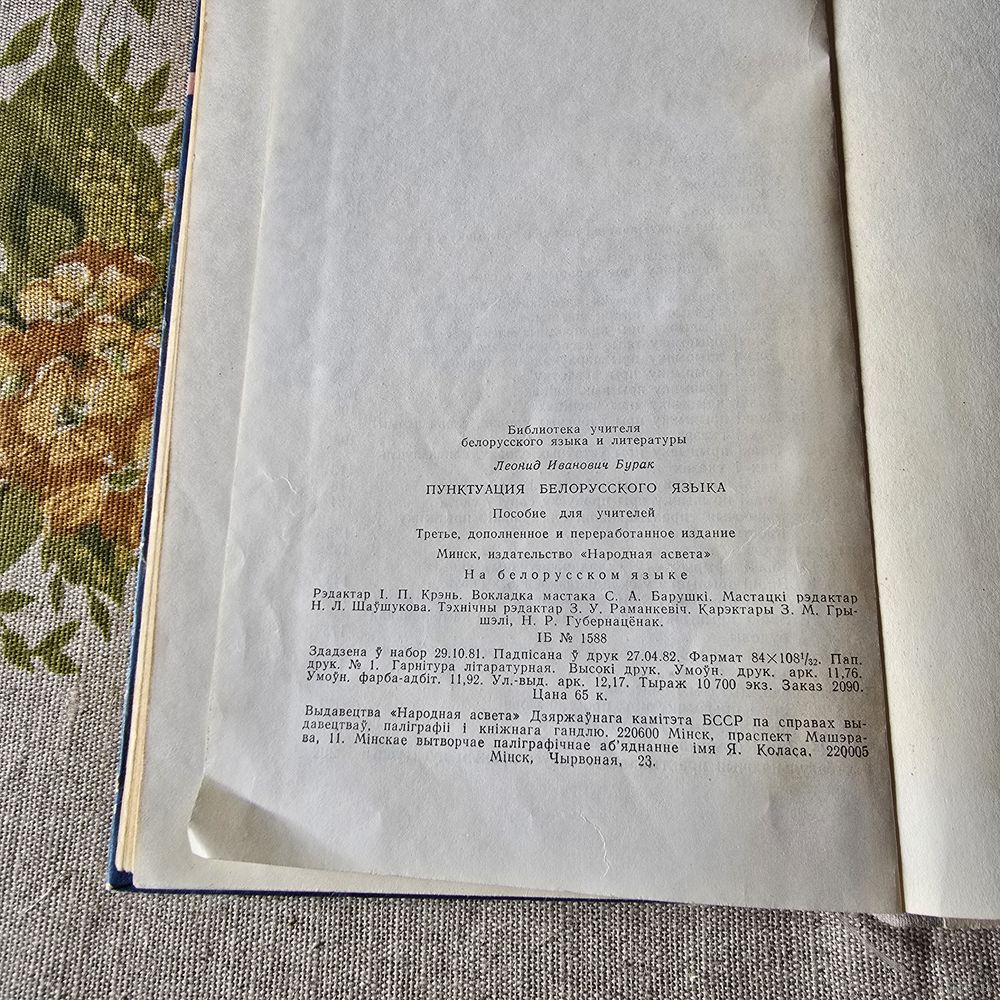 Библиотека учителя
белорусского языка и литературы
Леонид Иванович Бурак
ПУНКТУАЦИЯ БЕЛОРУССКОГО ЯЗЫКА
Пособие для учителей
Третье, дополненное и переработанное издание
Минск, издательство «Народная асвета»
На белорусском языке
Рэдактар І. П. Крэнь. Вокладка мастака С. А. Барушкі. Мастацкі рэдактар
Н. Л. Шаўшукова. Тэхнічны рэдактар З. У. Раманкевіч. Карэктары З. М. Гры-
шэлі, Н. Р. Губернацёнак.
ІБ № 1588
Здадзена ў набор 29.10.81. Падпісана ў друк 27.04.82. Фармат 84×108¹/₃₂. Пап.
друк. № 1. Гарнітура літаратурная. Высокі друк. Умоўн. друк. арк. 11,76.
Умоўн. фарба-адбіт. 11,92. Ул.-выд. арк. 12,17. Тыраж 10 700 экз. Заказ 2090.
Цана 65 к.
Выдавецтва «Народная асвета» Дзяржаўнага камітэта БССР па справах вы-
давецтваў, паліграфіі і кніжнага гандлю. 220600 Мінск, праспект Машэра-
ва, 11. Мінскае вытворчае паліграфічнае аб'яднанне імя Я. Коласа, 220005
Мінск, Чырвоная, 23.